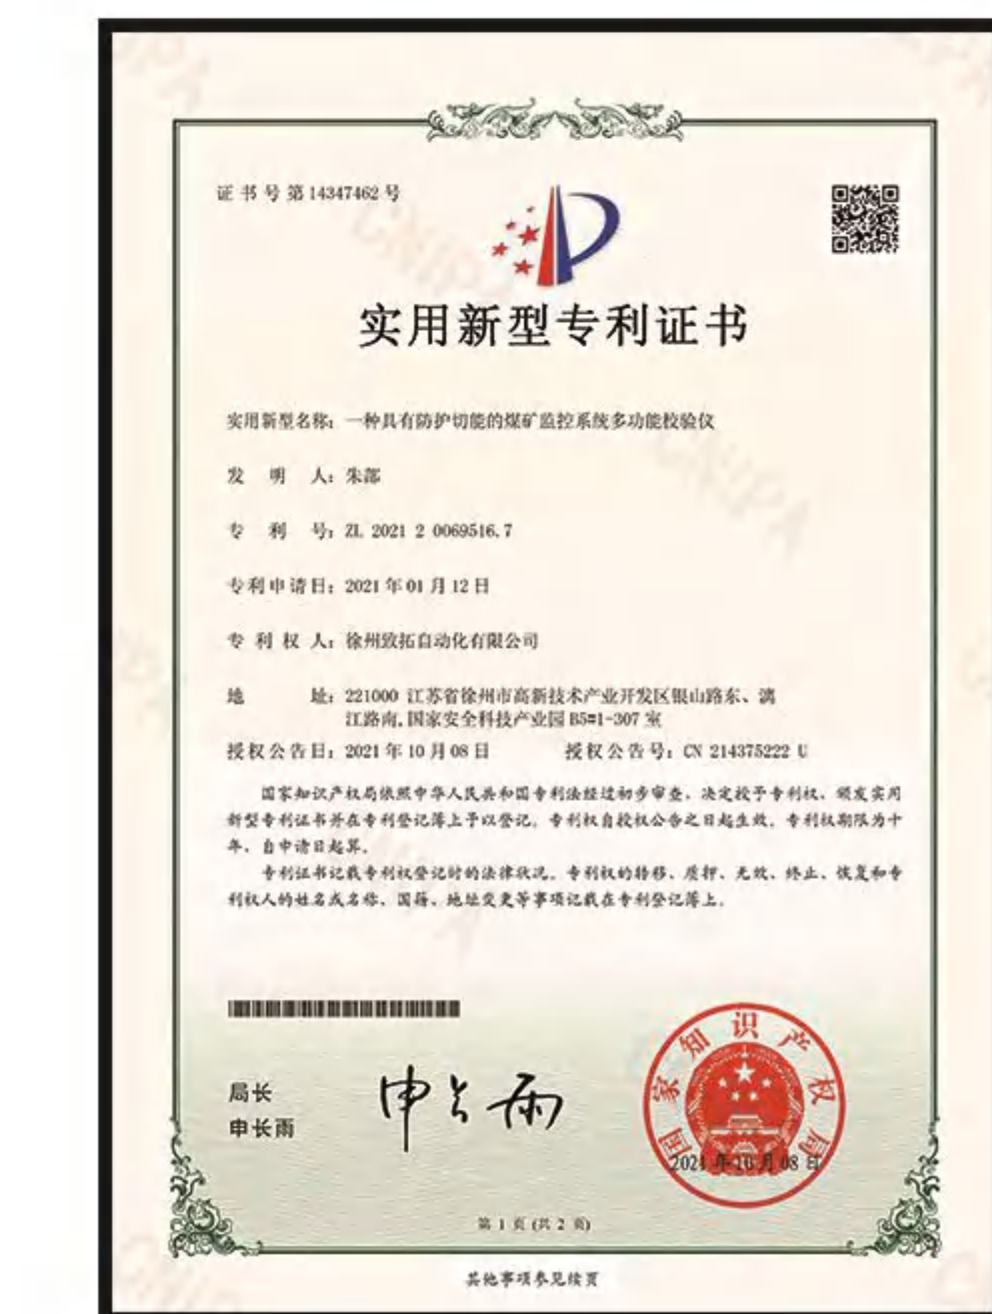 证书号第14347462号
实用新型专利证书
实用新型名称：一种具有防护切能的煤矿监控系统多功能校验仪
发明人：朱部
专利号：ZL 2021 2 0069516.7
专利申请日：2021年01月12日
专利权人：徐州致拓自动化有限公司
地址：221000 江苏省徐州市高新技术产业开发区银山路东、漓
江路南，国家安全科技产业园B5#1-307室
授权公告日：2021年10月08日 授权公告号：CN 214375222 U
国家知识产权局依照中华人民共和国专利法经过初步审查，决定授予专利权，颁发实用
新型专利证书并在专利登记簿上予以登记。专利权自授权公告之日起生效。专利权期限为十
年，自申请日起算。
专利证书记载专利权登记时的法律状况。专利权的转移、质押、无效、终止、恢复和专
利权人的姓名或名称、国籍、地址变更等事项记载在专利登记簿上。
局长
申长雨
申长雨
国家知识产权局
2021年10月08日
第 1 页 (共 2 页)
其他事项参见续页
CNIPA